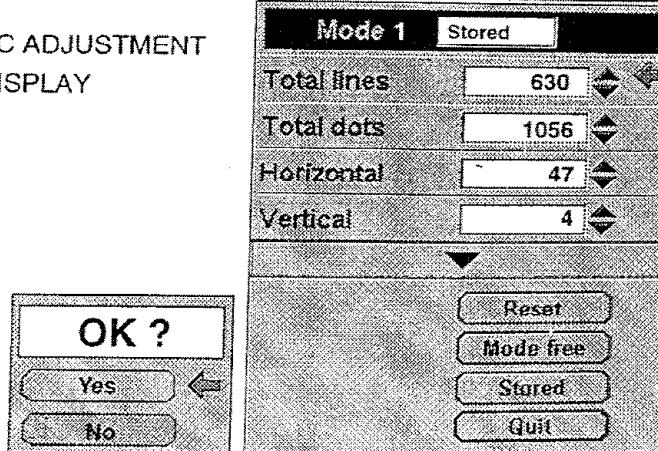 C ADJUSTMENT
ISPLAY
Mode 1 Stored
Total lines 630
Total dots 1056
Horizontal 47
Vertical 4
Reset
Mode free
Stored
Quit
OK ?
Yes
No